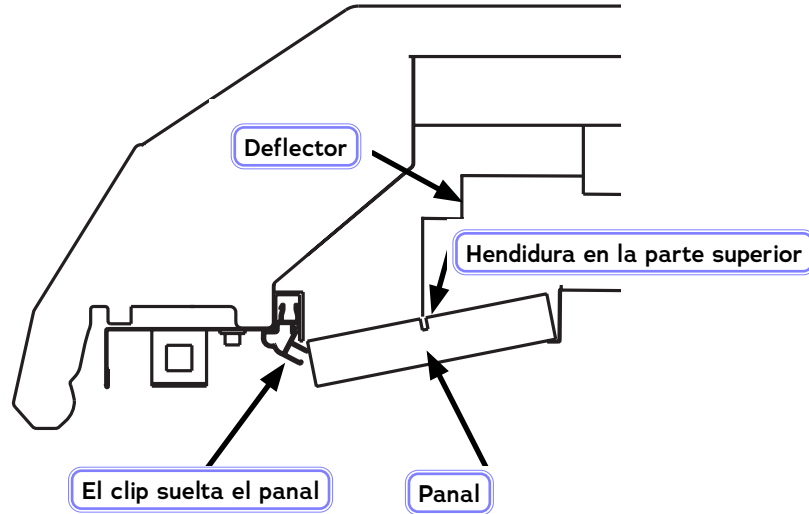 Deflector
Hendidura en la parte superior
El clip suelta el panal
Panal